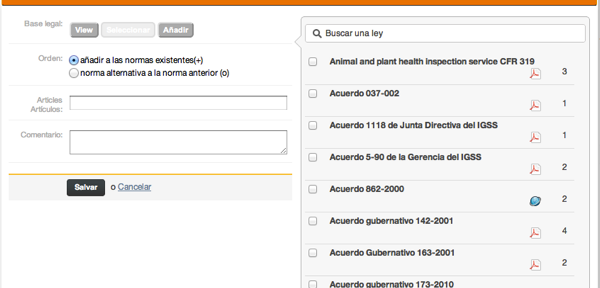 Base legal:
View
Seleccionar
Añadir
Orden:
añadir a las normas existentes(+)
norma alternativa a la norma anterior (o)
Articles
Artículos:
Comentario:
Salvar
o Cancelar
Buscar una ley
Animal and plant health inspection service CFR 319
3
Acuerdo 037-002
1
Acuerdo 1118 de Junta Directiva del IGSS
1
Acuerdo 5-90 de la Gerencia del IGSS
2
Acuerdo 862-2000
2
Acuerdo gubernativo 142-2001
4
Acuerdo Gubernativo 163-2001
2
Acuerdo gubernativo 173-2010